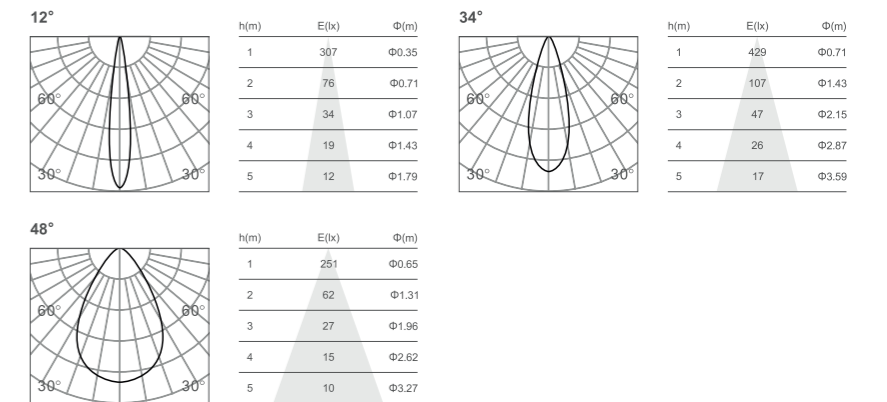 12°
h(m) E(lx) Φ(m)
1 307 Φ0.35
2 76 Φ0.71
3 34 Φ1.07
4 19 Φ1.43
5 12 Φ1.79
60° 60°
30° 30°
34°
h(m) E(lx) Φ(m)
1 429 Φ0.71
2 107 Φ1.43
3 47 Φ2.15
4 26 Φ2.87
5 17 Φ3.59
60° 60°
30° 30°
48°
h(m) E(lx) Φ(m)
1 251 Φ0.65
2 62 Φ1.31
3 27 Φ1.96
4 15 Φ2.62
5 10 Φ3.27
60° 60°
30° 30°